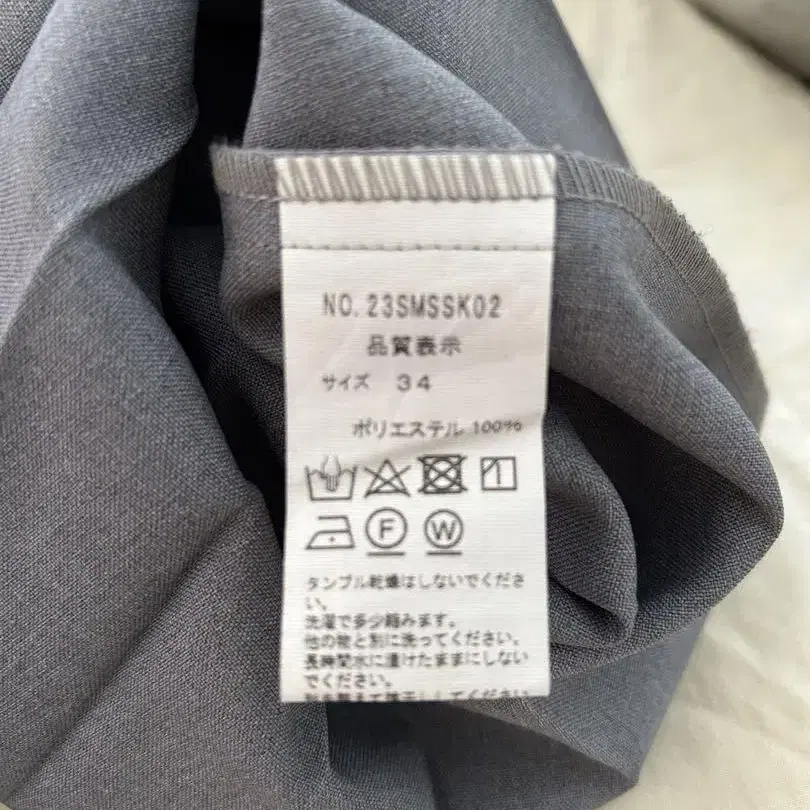 NO.23SMSSK02
品質表示
サイズ 34
ポリエステル 100%
F W
タンブル乾燥はしないでくださ
い。
洗濯で多少縮みます。
他の物と別に洗ってください。
長時間水に漬けたままにしない
でください。